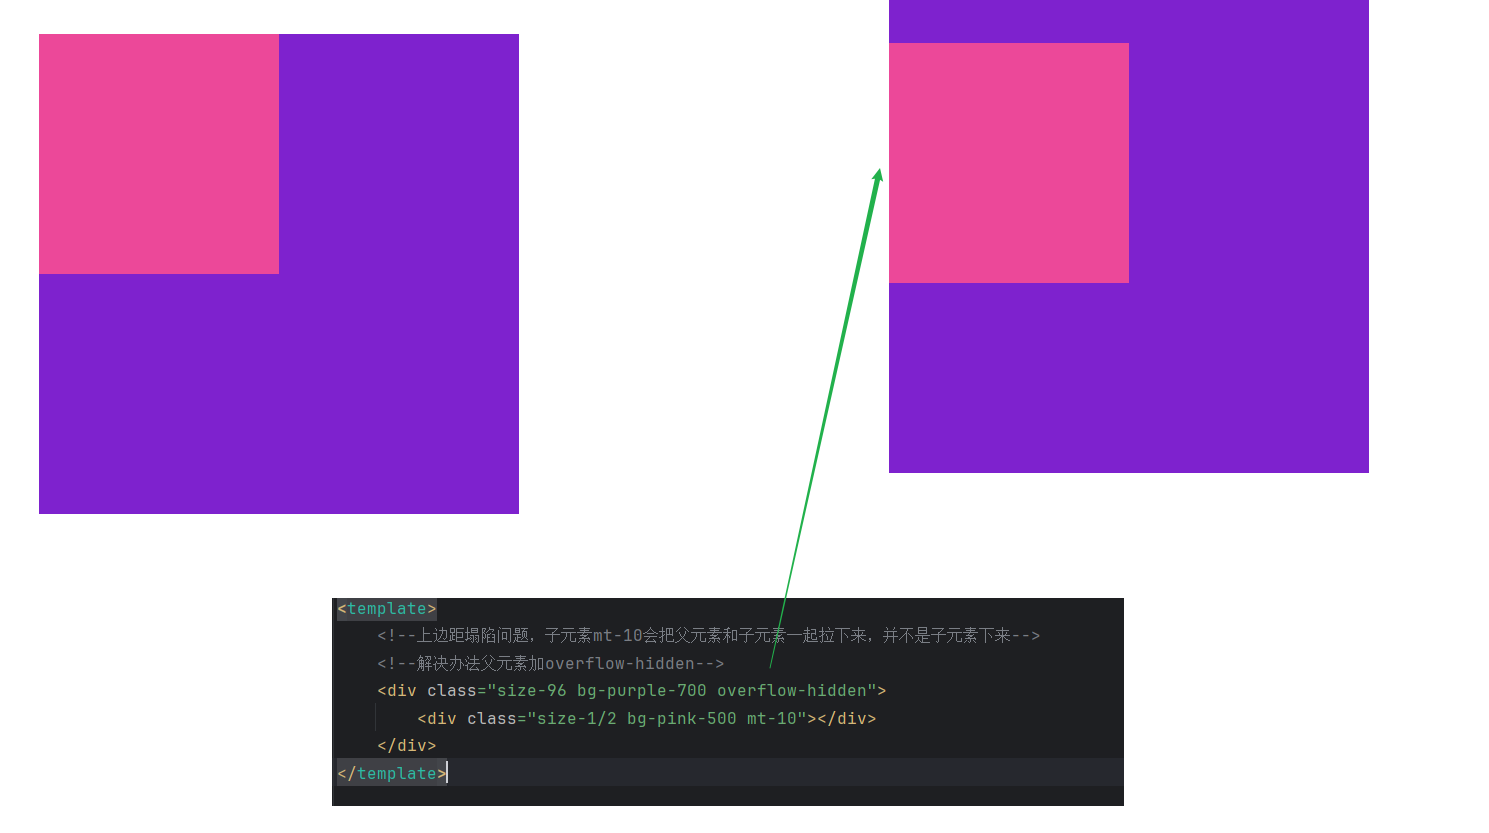 <template>
<!--上边距塌陷问题，子元素mt-10会把父元素和子元素一起拉下来，并不是子元素下来-->
<!--解决办法父元素加overflow-hidden-->
<div class="size-96 bg-purple-700 overflow-hidden">
<div class="size-1/2 bg-pink-500 mt-10"></div>
</div>
</template>